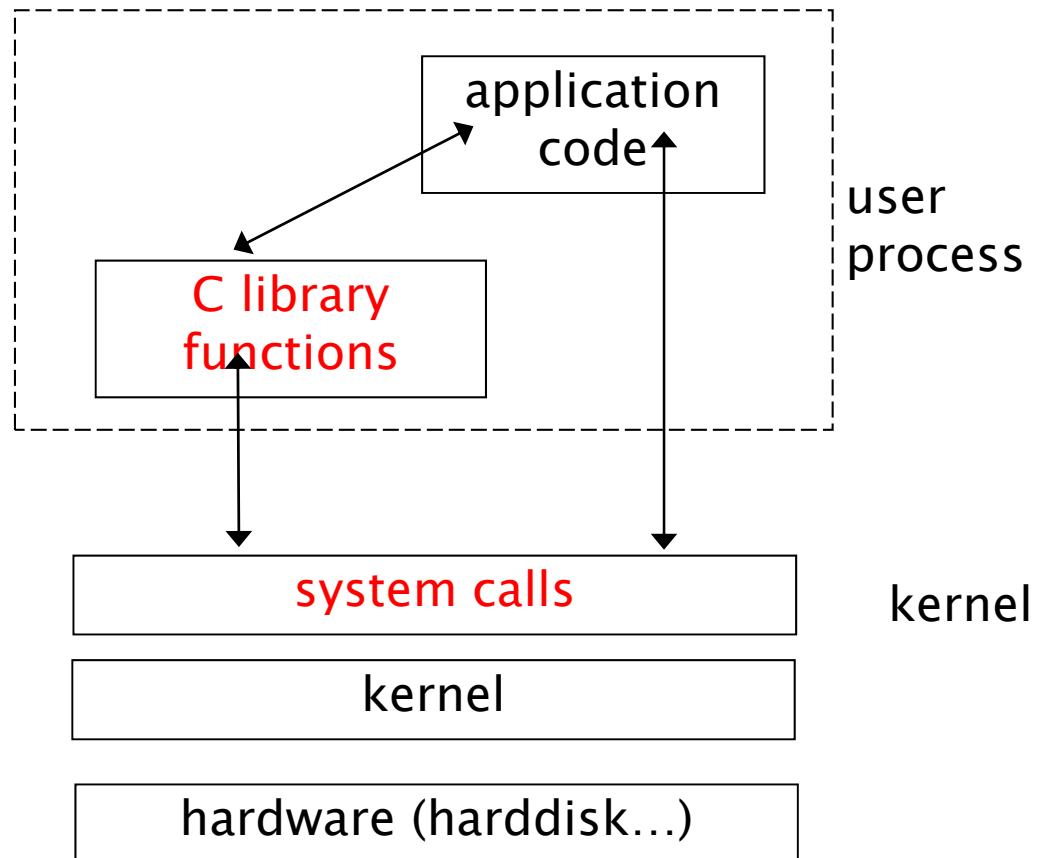 application
code
user
process
C library
functions
system calls
kernel
kernel
hardware (harddisk…)